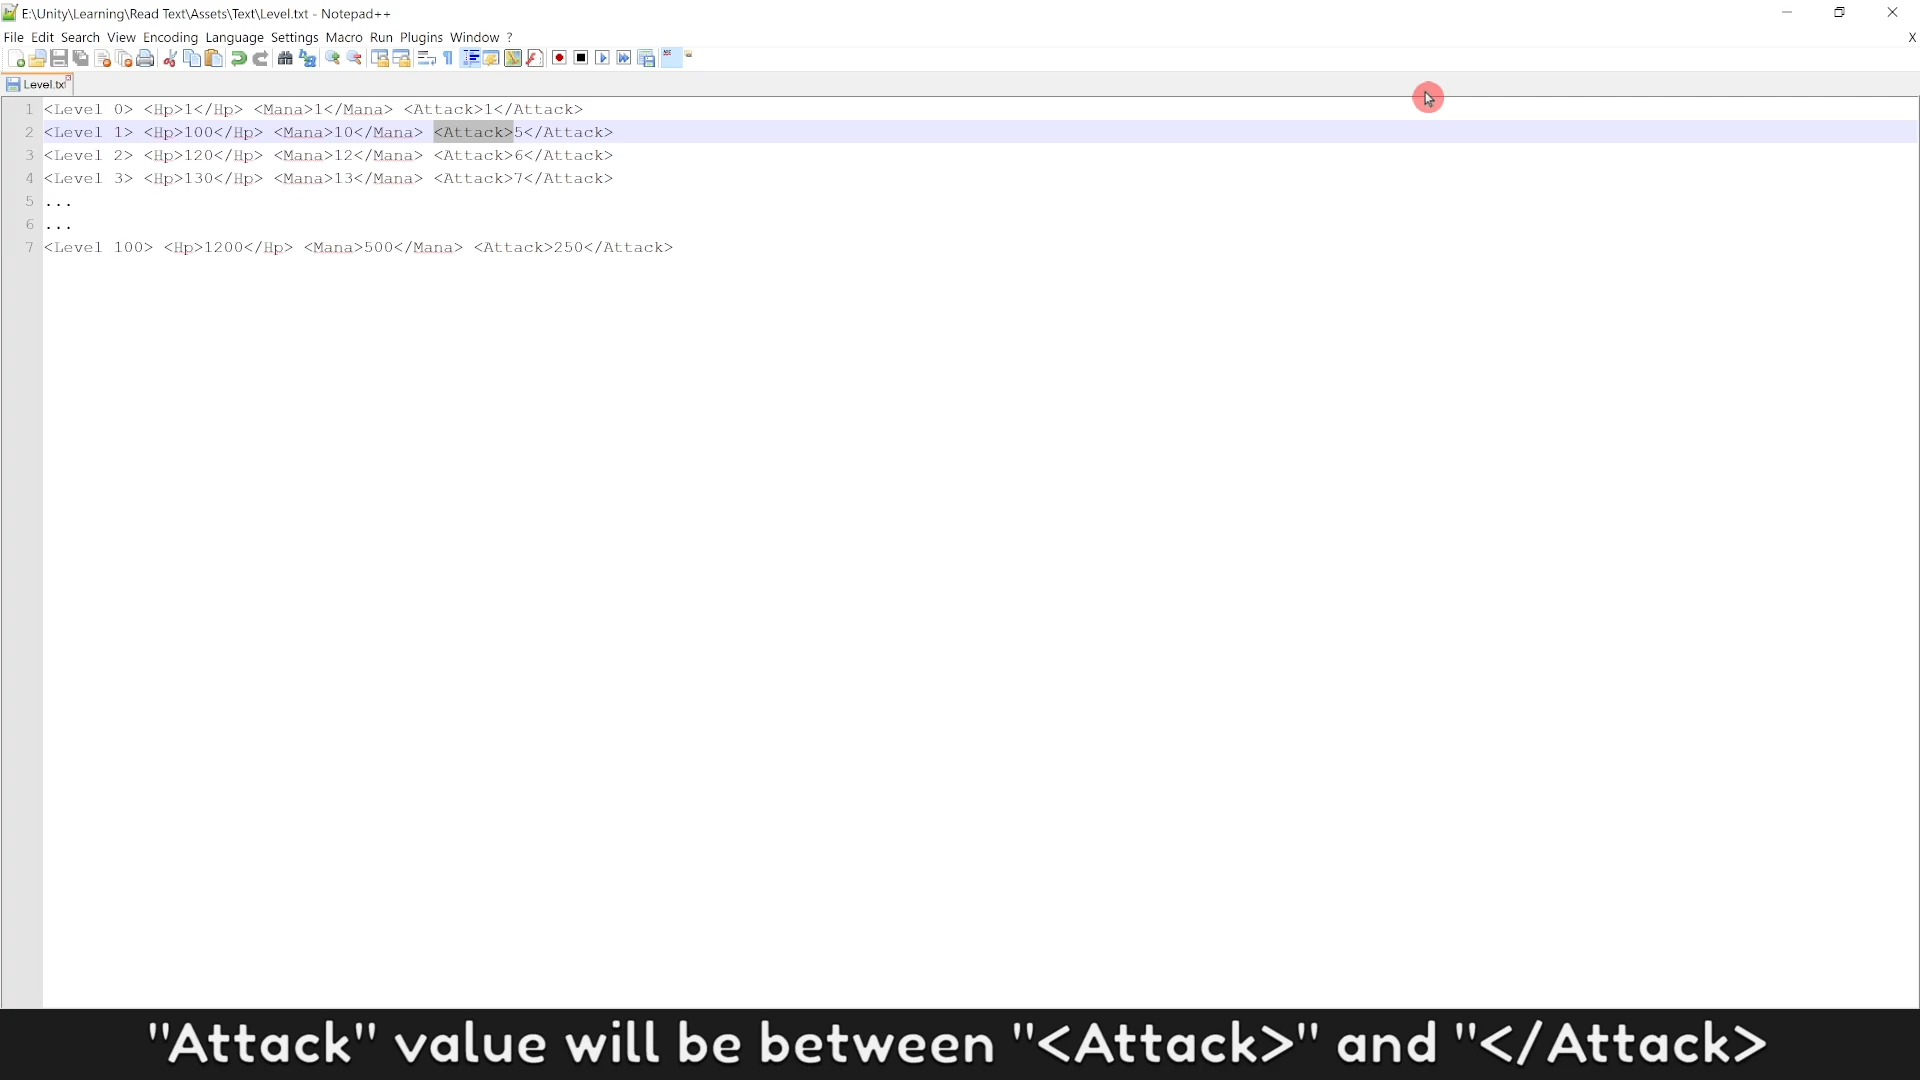 E:\Unity\Learning\Read Text\Assets\Text\Level.txt - Notepad++
File Edit Search View Encoding Language Settings Macro Run Plugins Window ?
X
Level.txt
1 <Level 0> <Hp>1</Hp> <Mana>1</Mana> <Attack>1</Attack>
2 <Level 1> <Hp>100</Hp> <Mana>10</Mana> <Attack>5</Attack>
3 <Level 2> <Hp>120</Hp> <Mana>12</Mana> <Attack>6</Attack>
4 <Level 3> <Hp>130</Hp> <Mana>13</Mana> <Attack>7</Attack>
5 ...
6 ...
7 <Level 100> <Hp>1200</Hp> <Mana>500</Mana> <Attack>250</Attack>
"Attack" value will be between "<Attack>" and "</Attack>